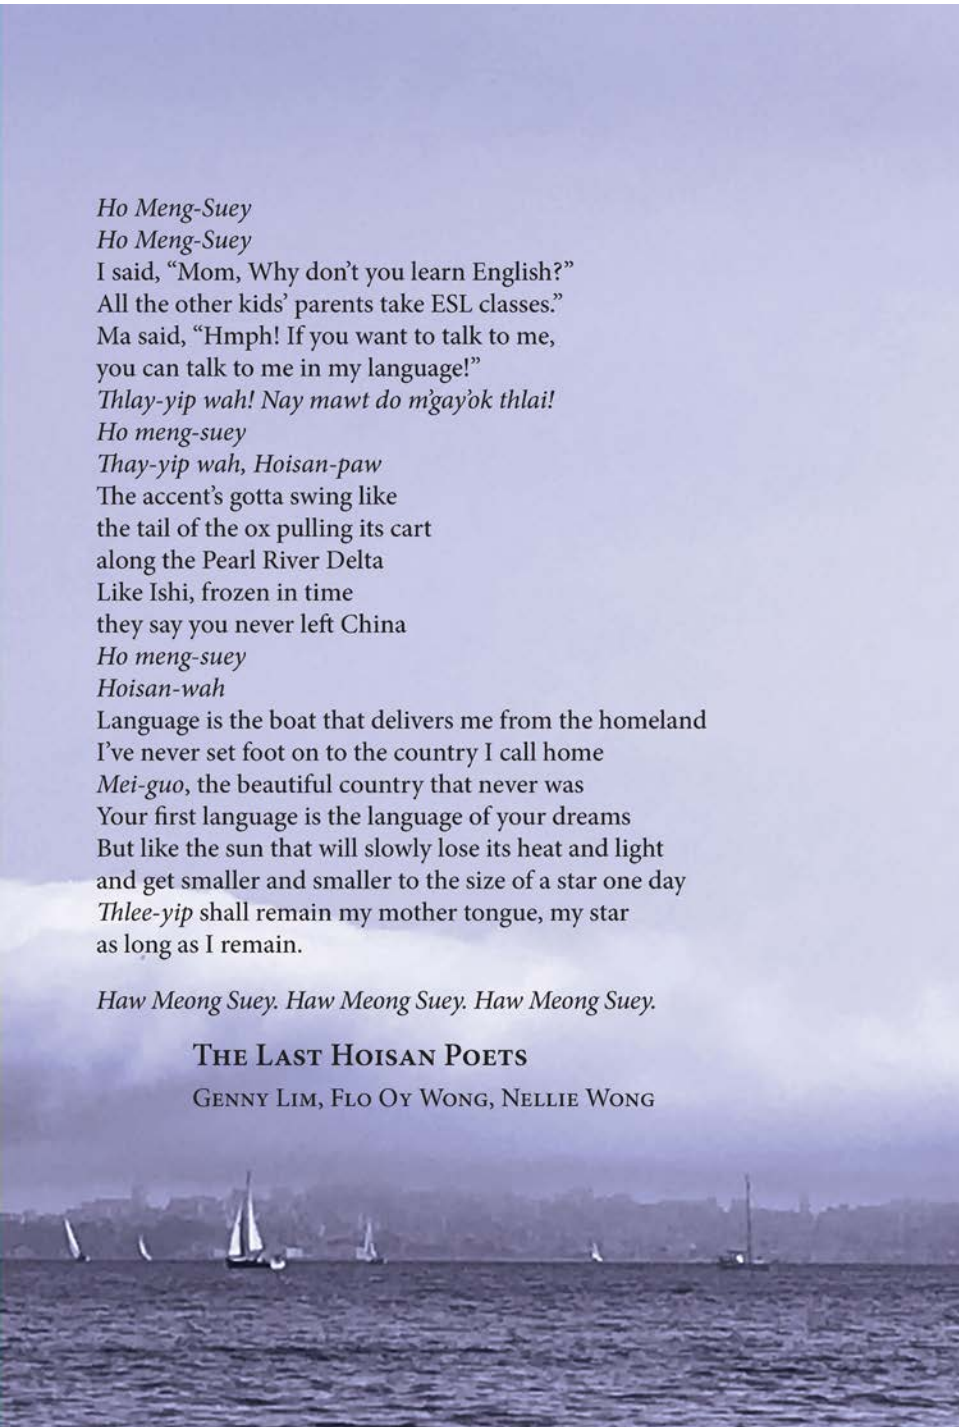 Ho Meng-Suey
Ho Meng-Suey
I said, “Mom, Why don’t you learn English?”
All the other kids’ parents take ESL classes.”
Ma said, “Hmph! If you want to talk to me,
you can talk to me in my language!”
Thlay-yip wah! Nay mawt do m’gay’ok thlai!
Ho meng-suey
Thay-yip wah, Hoisan-paw
The accent’s gotta swing like
the tail of the ox pulling its cart
along the Pearl River Delta
Like Ishi, frozen in time
they say you never left China
Ho meng-suey
Hoisan-wah
Language is the boat that delivers me from the homeland
I’ve never set foot on to the country I call home
Mei-guo, the beautiful country that never was
Your first language is the language of your dreams
But like the sun that will slowly lose its heat and light
and get smaller and smaller to the size of a star one day
Thlee-yip shall remain my mother tongue, my star
as long as I remain.
Haw Meong Suey. Haw Meong Suey. Haw Meong Suey.
The Last Hoisan Poets
Genny Lim, Flo Oy Wong, Nellie Wong